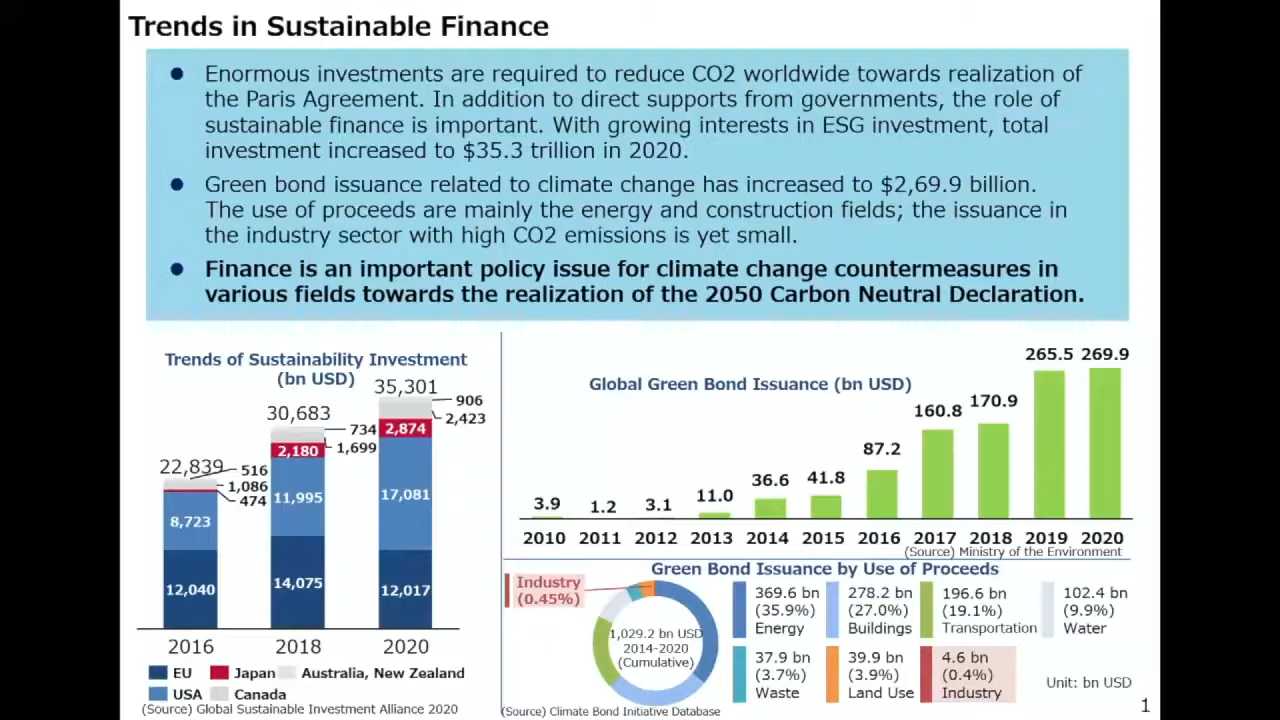 Trends in Sustainable Finance
● Enormous investments are required to reduce CO2 worldwide towards realization of
the Paris Agreement. In addition to direct supports from governments, the role of
sustainable finance is important. With growing interests in ESG investment, total
investment increased to $35.3 trillion in 2020.
● Green bond issuance related to climate change has increased to $2,69.9 billion.
The use of proceeds are mainly the energy and construction fields; the issuance in
the industry sector with high CO2 emissions is yet small.
● Finance is an important policy issue for climate change countermeasures in
various fields towards the realization of the 2050 Carbon Neutral Declaration.
Trends of Sustainability Investment
(bn USD)
35,301
906
2,423
2,874
17,081
12,017
30,683
734
1,699
2,180
11,995
14,075
22,839
516
1,086
474
8,723
12,040
2016 2018 2020
EU Japan Australia, New Zealand
USA Canada
(Source) Global Sustainable Investment Alliance 2020
Global Green Bond Issuance (bn USD)
3.9 1.2 3.1 11.0 36.6 41.8 87.2 160.8 170.9 265.5 269.9
2010 2011 2012 2013 2014 2015 2016 2017 2018 2019 2020
(Source) Ministry of the Environment
Green Bond Issuance by Use of Proceeds
Industry
(0.45%)
1,029.2 bn USD
2014-2020
(Cumulative)
369.6 bn
(35.9%)
Energy
278.2 bn
(27.0%)
Buildings
196.6 bn
(19.1%)
Transportation
102.4 bn
(9.9%)
Water
37.9 bn
(3.7%)
Waste
39.9 bn
(3.9%)
Land Use
4.6 bn
(0.4%)
Industry
Unit: bn USD
(Source) Climate Bond Initiative Database
1